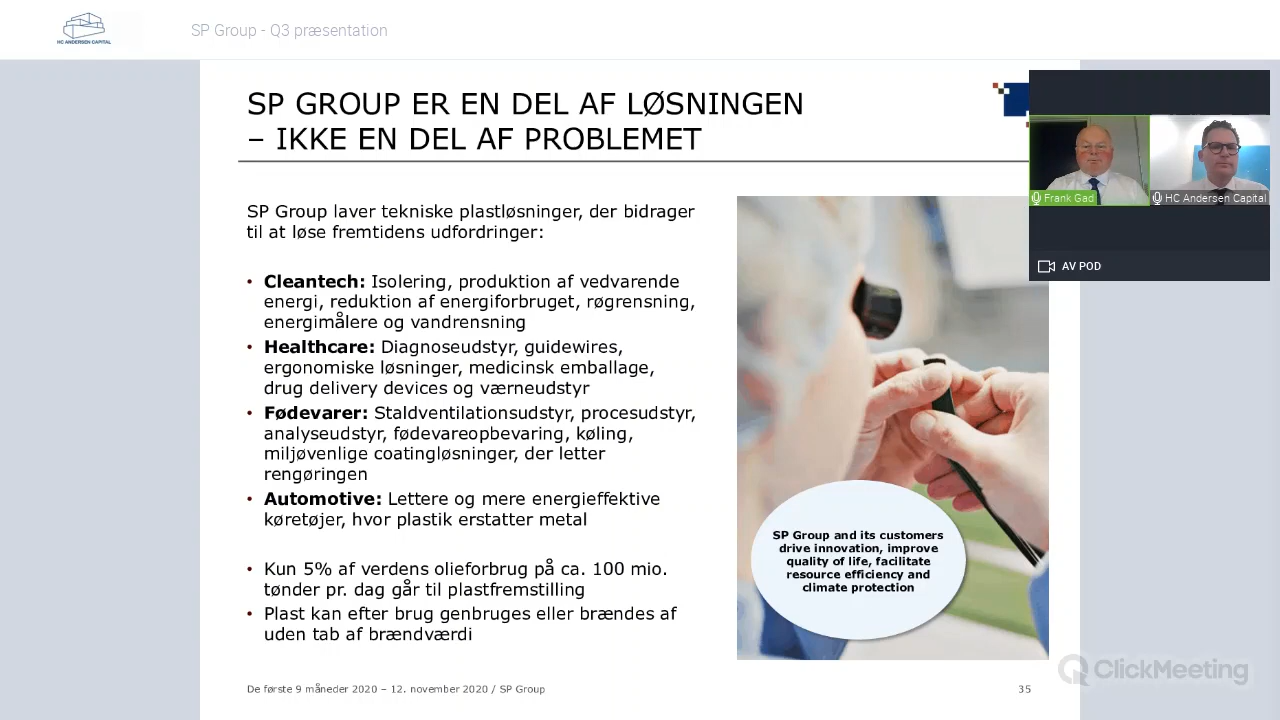 HC ANDERSEN CAPITAL
SP Group - Q3 præsentation
SP GROUP ER EN DEL AF LØSNINGEN
– IKKE EN DEL AF PROBLEMET
SP Group laver tekniske plastløsninger, der bidrager
til at løse fremtidens udfordringer:
• Cleantech: Isolering, produktion af vedvarende
energi, reduktion af energiforbruget, røgrensning,
energimålere og vandrensning
• Healthcare: Diagnoseudstyr, guidewires,
ergonomiske løsninger, medicinsk emballage,
drug delivery devices og værneudstyr
• Fødevarer: Staldventilationsudstyr, procesudstyr,
analyseudstyr, fødevareopbevaring, køling,
miljøvenlige coatingløsninger, der letter
rengøringen
• Automotive: Lettere og mere energieffektive
køretøjer, hvor plastik erstatter metal
• Kun 5% af verdens olieforbrug på ca. 100 mio.
tønder pr. dag går til plastfremstilling
• Plast kan efter brug genbruges eller brændes af
uden tab af brændværdi
SP Group and its customers
drive innovation, improve
quality of life, facilitate
resource efficiency and
climate protection
De første 9 måneder 2020 – 12. november 2020 / SP Group
35
Frank Gad
HC Andersen Capital
AV POD
ClickMeeting